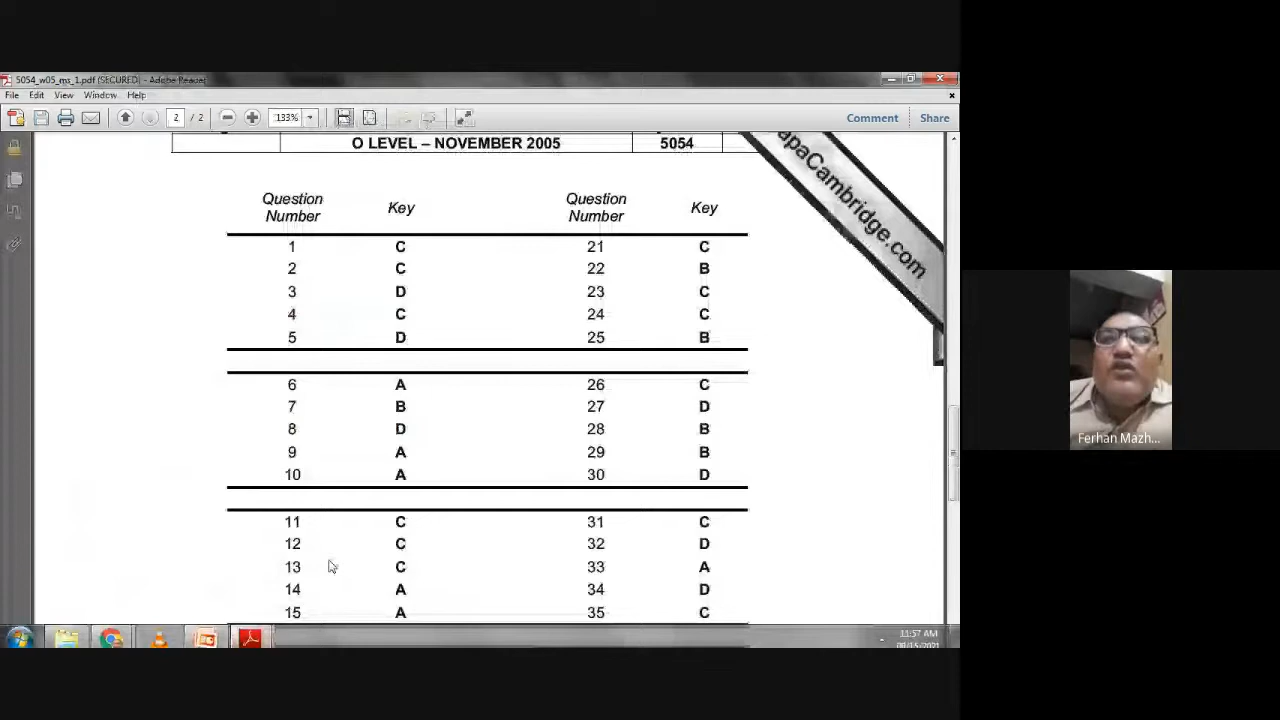 5054_w05_ms_1.pdf (SECURED) - Adobe Reader
File Edit View Window Help
2 / 2 133% Comment Share
O LEVEL – NOVEMBER 2005 5054
apaCambridge.com
Question Number Key Question Number Key
1 C 21 C
2 C 22 B
3 D 23 C
4 C 24 C
5 D 25 B
6 A 26 C
7 B 27 D
8 D 28 B
9 A 29 B
10 A 30 D
11 C 31 C
12 C 32 D
13 C 33 A
14 A 34 D
15 A 35 C
Ferhan Mazh...
11:57 AM